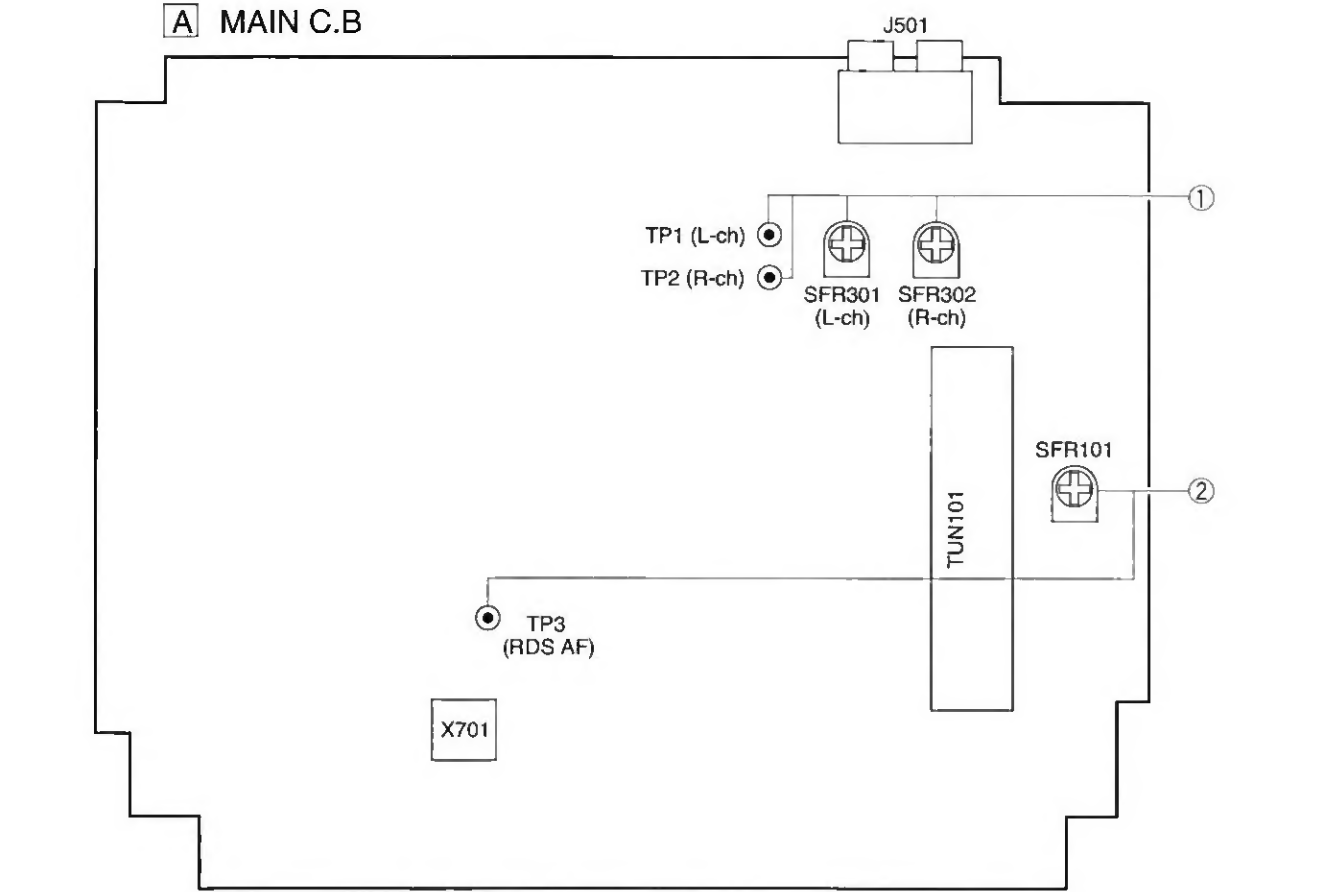 A MAIN C.B
J501
①
TP1 (L-ch)
TP2 (R-ch)
SFR301
(L-ch)
SFR302
(R-ch)
SFR101
②
TUN101
TP3
(RDS AF)
X701